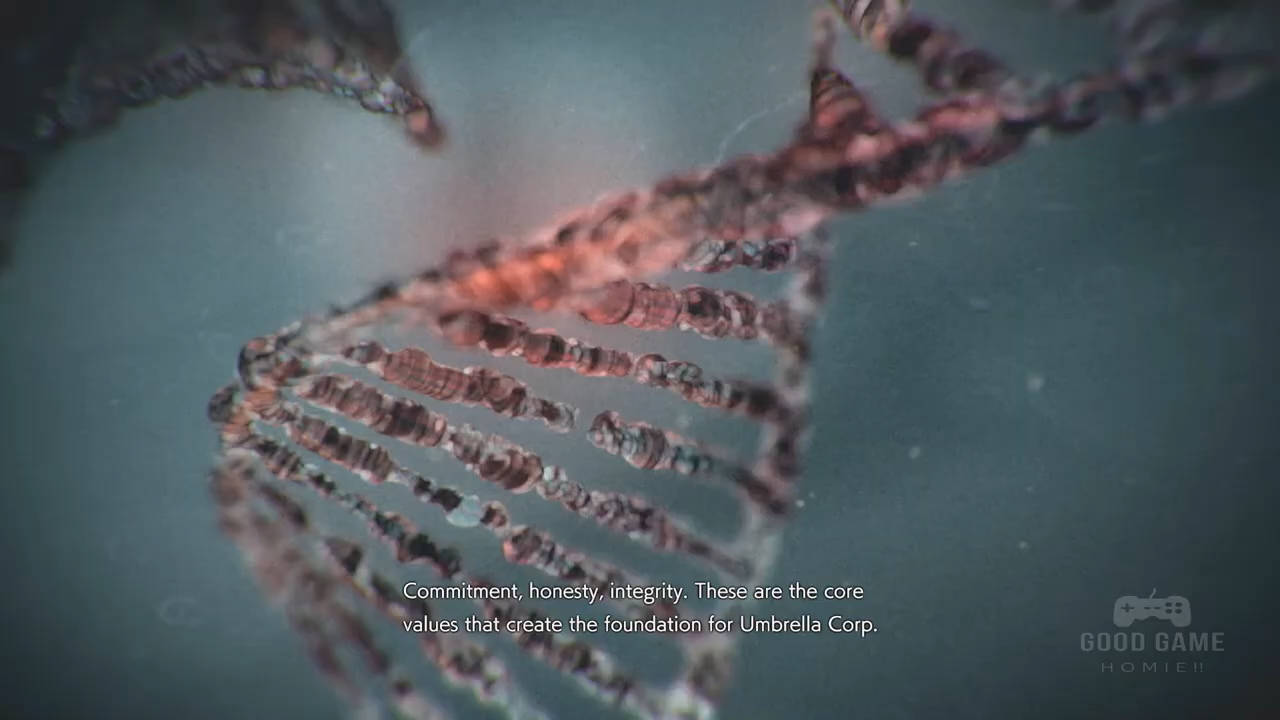 Commitment, honesty, integrity. These are the core
values that create the foundation for Umbrella Corp.
GOOD GAME
HOMIE!!